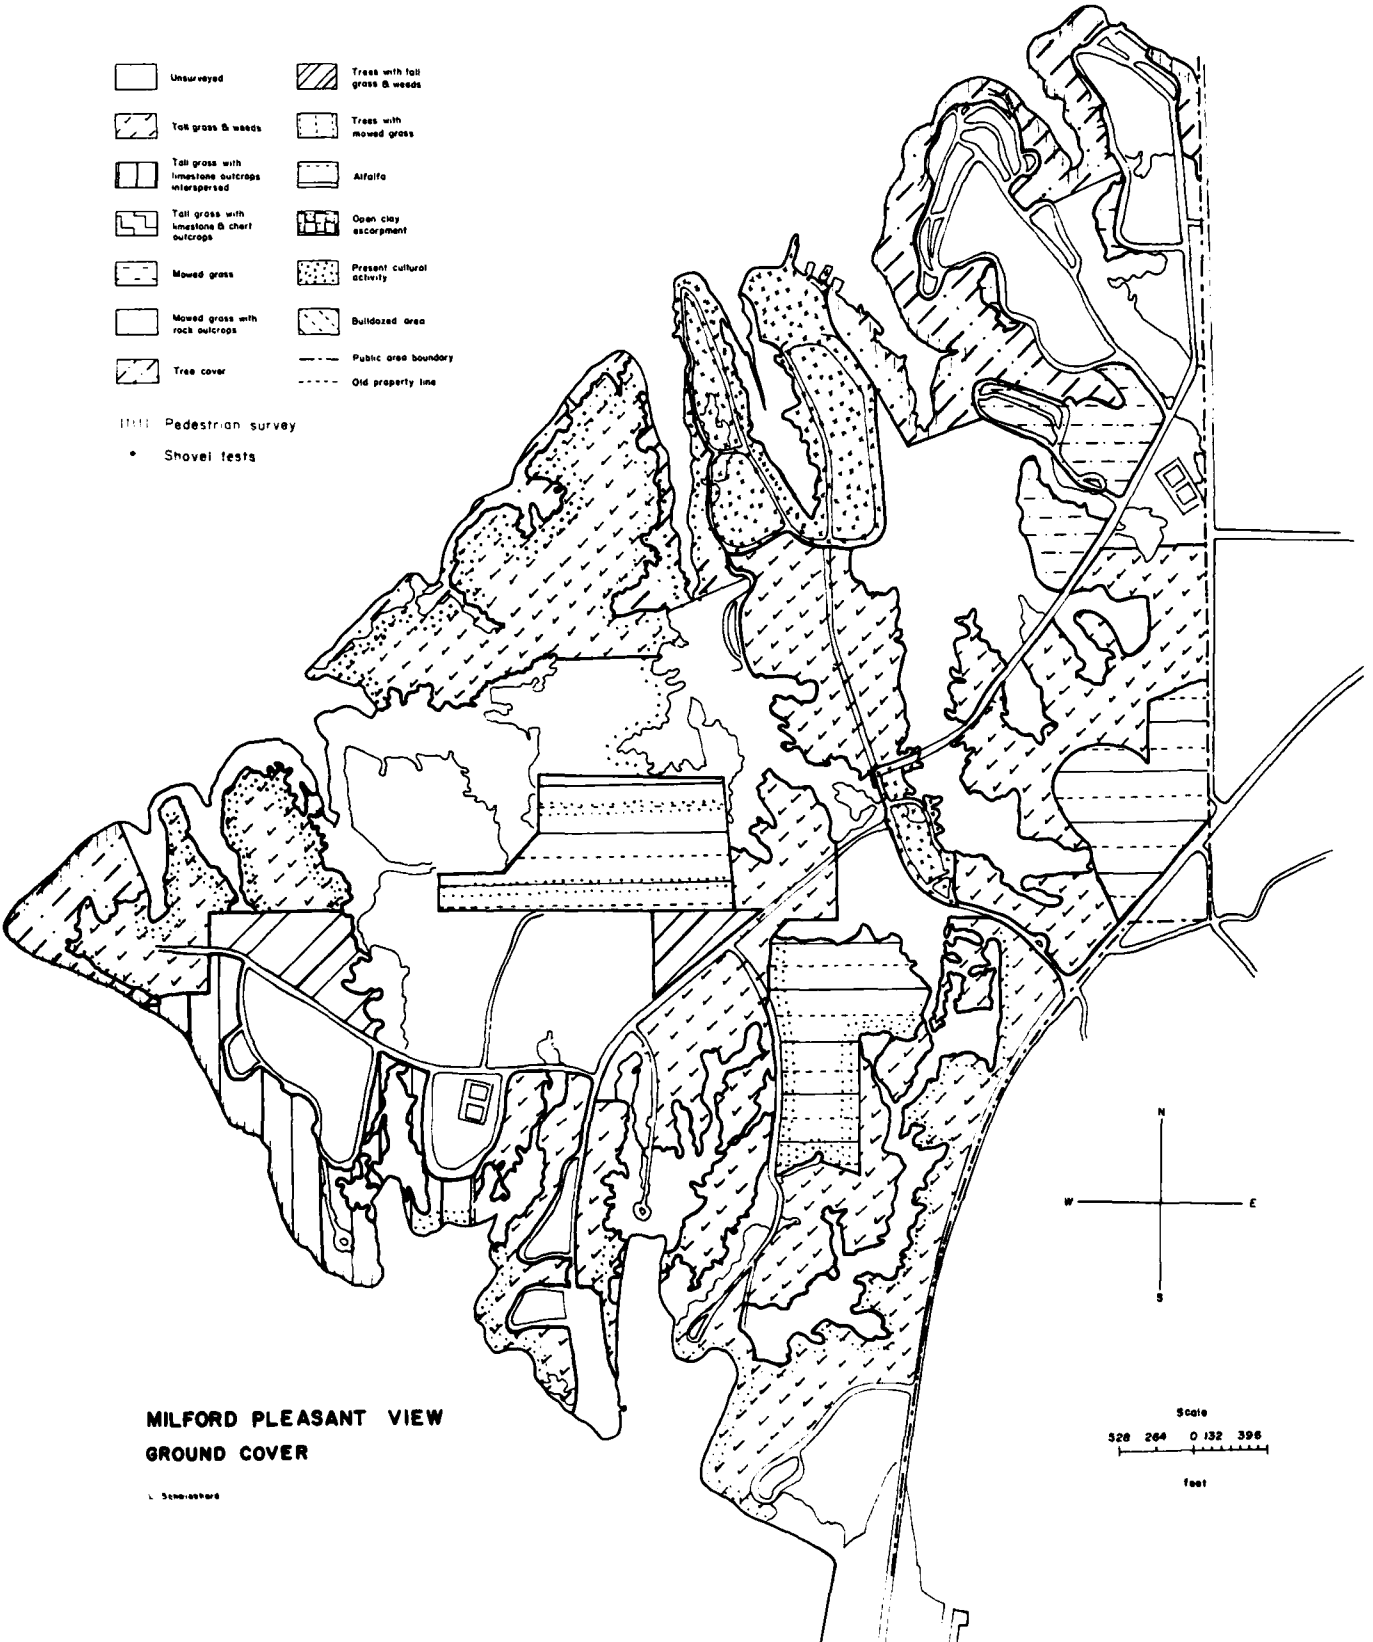 Unsurveyed
Tall grass & weeds
Tall grass with
limestone outcrops
interspersed
Tall grass with
limestone & chert
outcrops
Mowed grass
Mowed grass with
rock outcrops
Tree cover
Pedestrian survey
Shovel tests
Trees with tall
grass & weeds
Trees with
mowed grass
Alfalfa
Open clay
escarpment
Present cultural
activity
Bulldozed area
Public area boundary
Old property line
N
W
E
S
MILFORD PLEASANT VIEW
GROUND COVER
L
Scale
528 264 0 132 396
feet